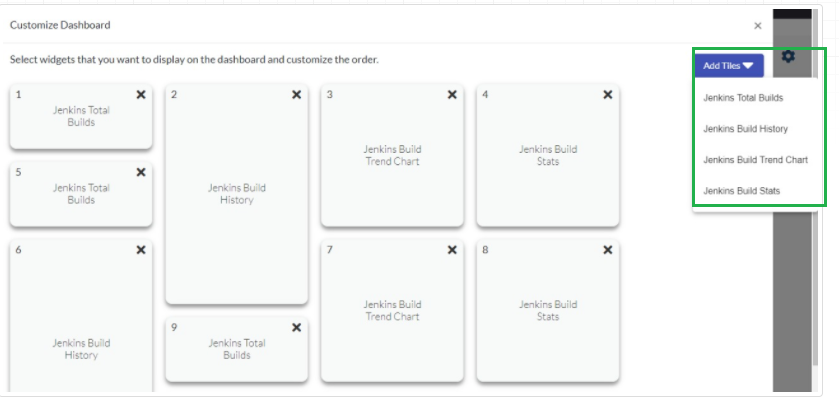 Customize Dashboard
×
Select widgets that you want to display on the dashboard and customize the order.
Add Tiles
Jenkins Total Builds
Jenkins Build History
Jenkins Build Trend Chart
Jenkins Build Stats
1
Jenkins Total
Builds
2
Jenkins Build
History
3
Jenkins Build
Trend Chart
4
Jenkins Build
Stats
5
Jenkins Total
Builds
6
Jenkins Build
History
7
Jenkins Build
Trend Chart
8
Jenkins Build
Stats
9
Jenkins Total
Builds